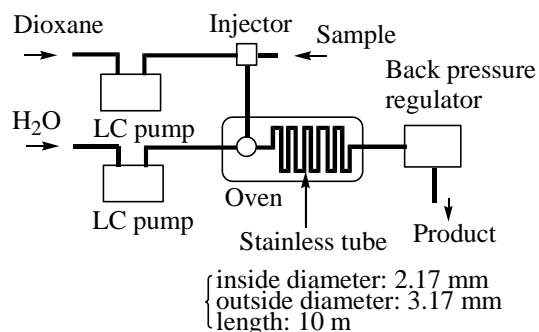 Injector
Dioxane
Sample
Back pressure
regulator
LC pump
H₂O
LC pump
Oven
Stainless tube
Product
inside diameter: 2.17 mm
outside diameter: 3.17 mm
length: 10 m